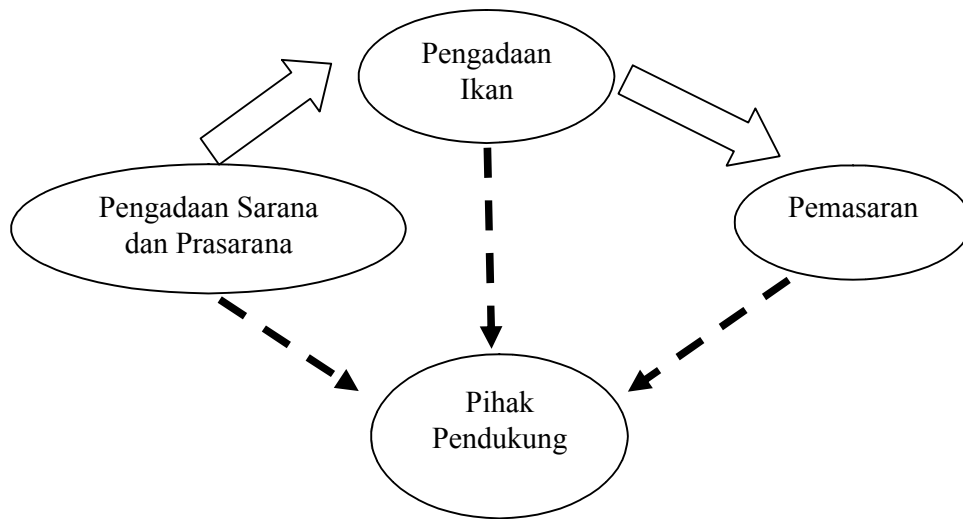 Pengadaan
Ikan
Pengadaan Sarana
dan Prasarana
Pemasaran
Pihak
Pendukung